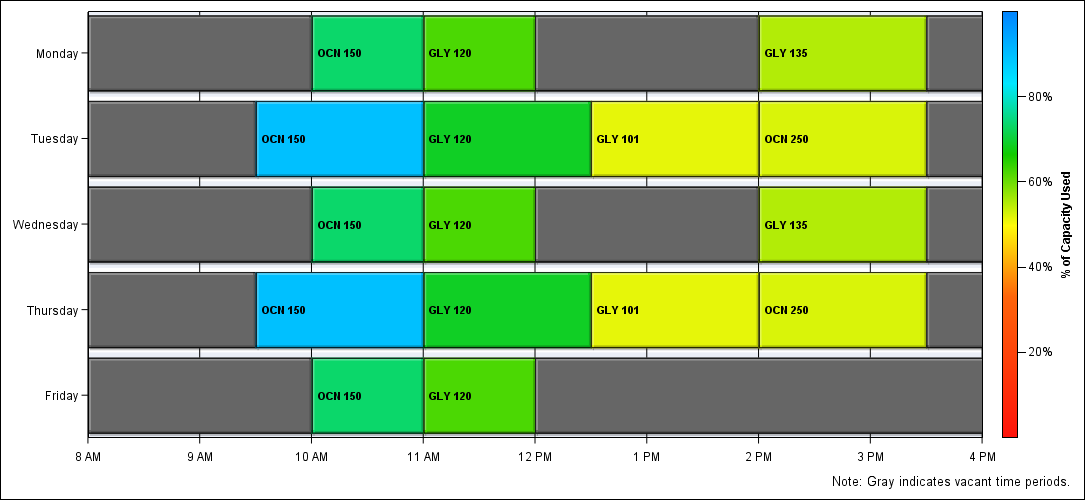 Monday
OCN 150
GLY 120
GLY 135
Tuesday
OCN 150
GLY 120
GLY 101
OCN 250
Wednesday
OCN 150
GLY 120
GLY 135
Thursday
OCN 150
GLY 120
GLY 101
OCN 250
Friday
OCN 150
GLY 120
8 AM
9 AM
10 AM
11 AM
12 PM
1 PM
2 PM
3 PM
4 PM
80%
60%
40%
20%
% of Capacity Used
Note: Gray indicates vacant time periods.